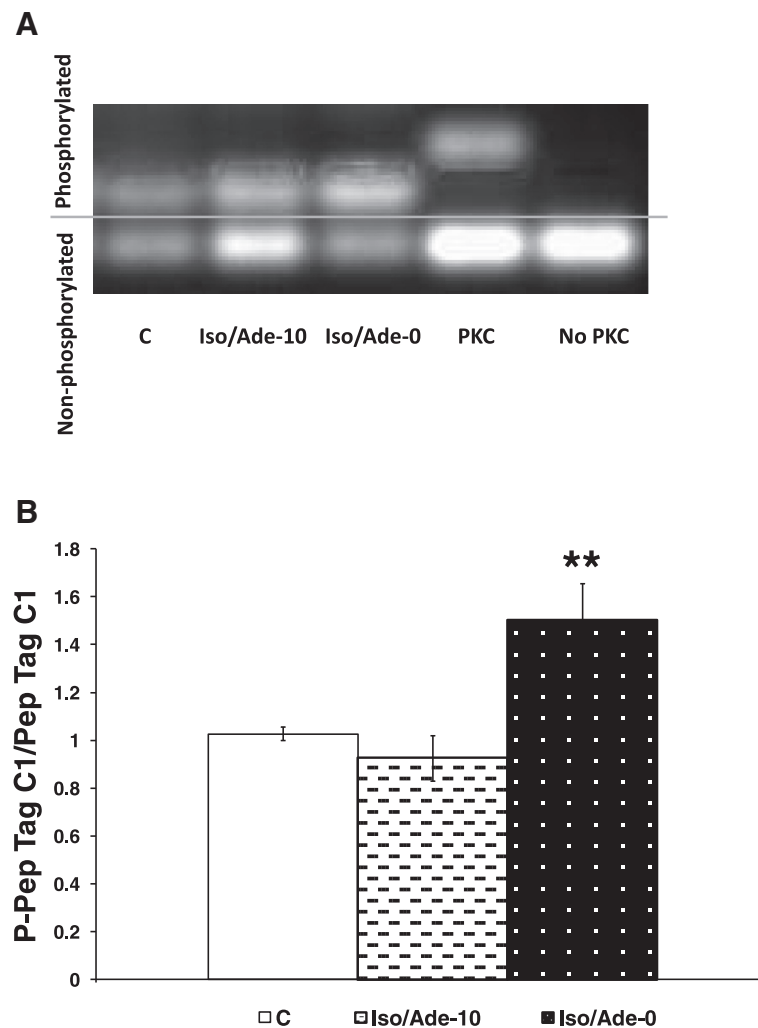 A
Phosphorylated
Non-phosphorylated
C Iso/Ade-10 Iso/Ade-0 PKC No PKC
B
P-Pep Tag C1/Pep Tag C1
1.8
1.6
1.4
1.2
1
0.8
0.6
0.4
0.2
0
**
C Iso/Ade-10 Iso/Ade-0